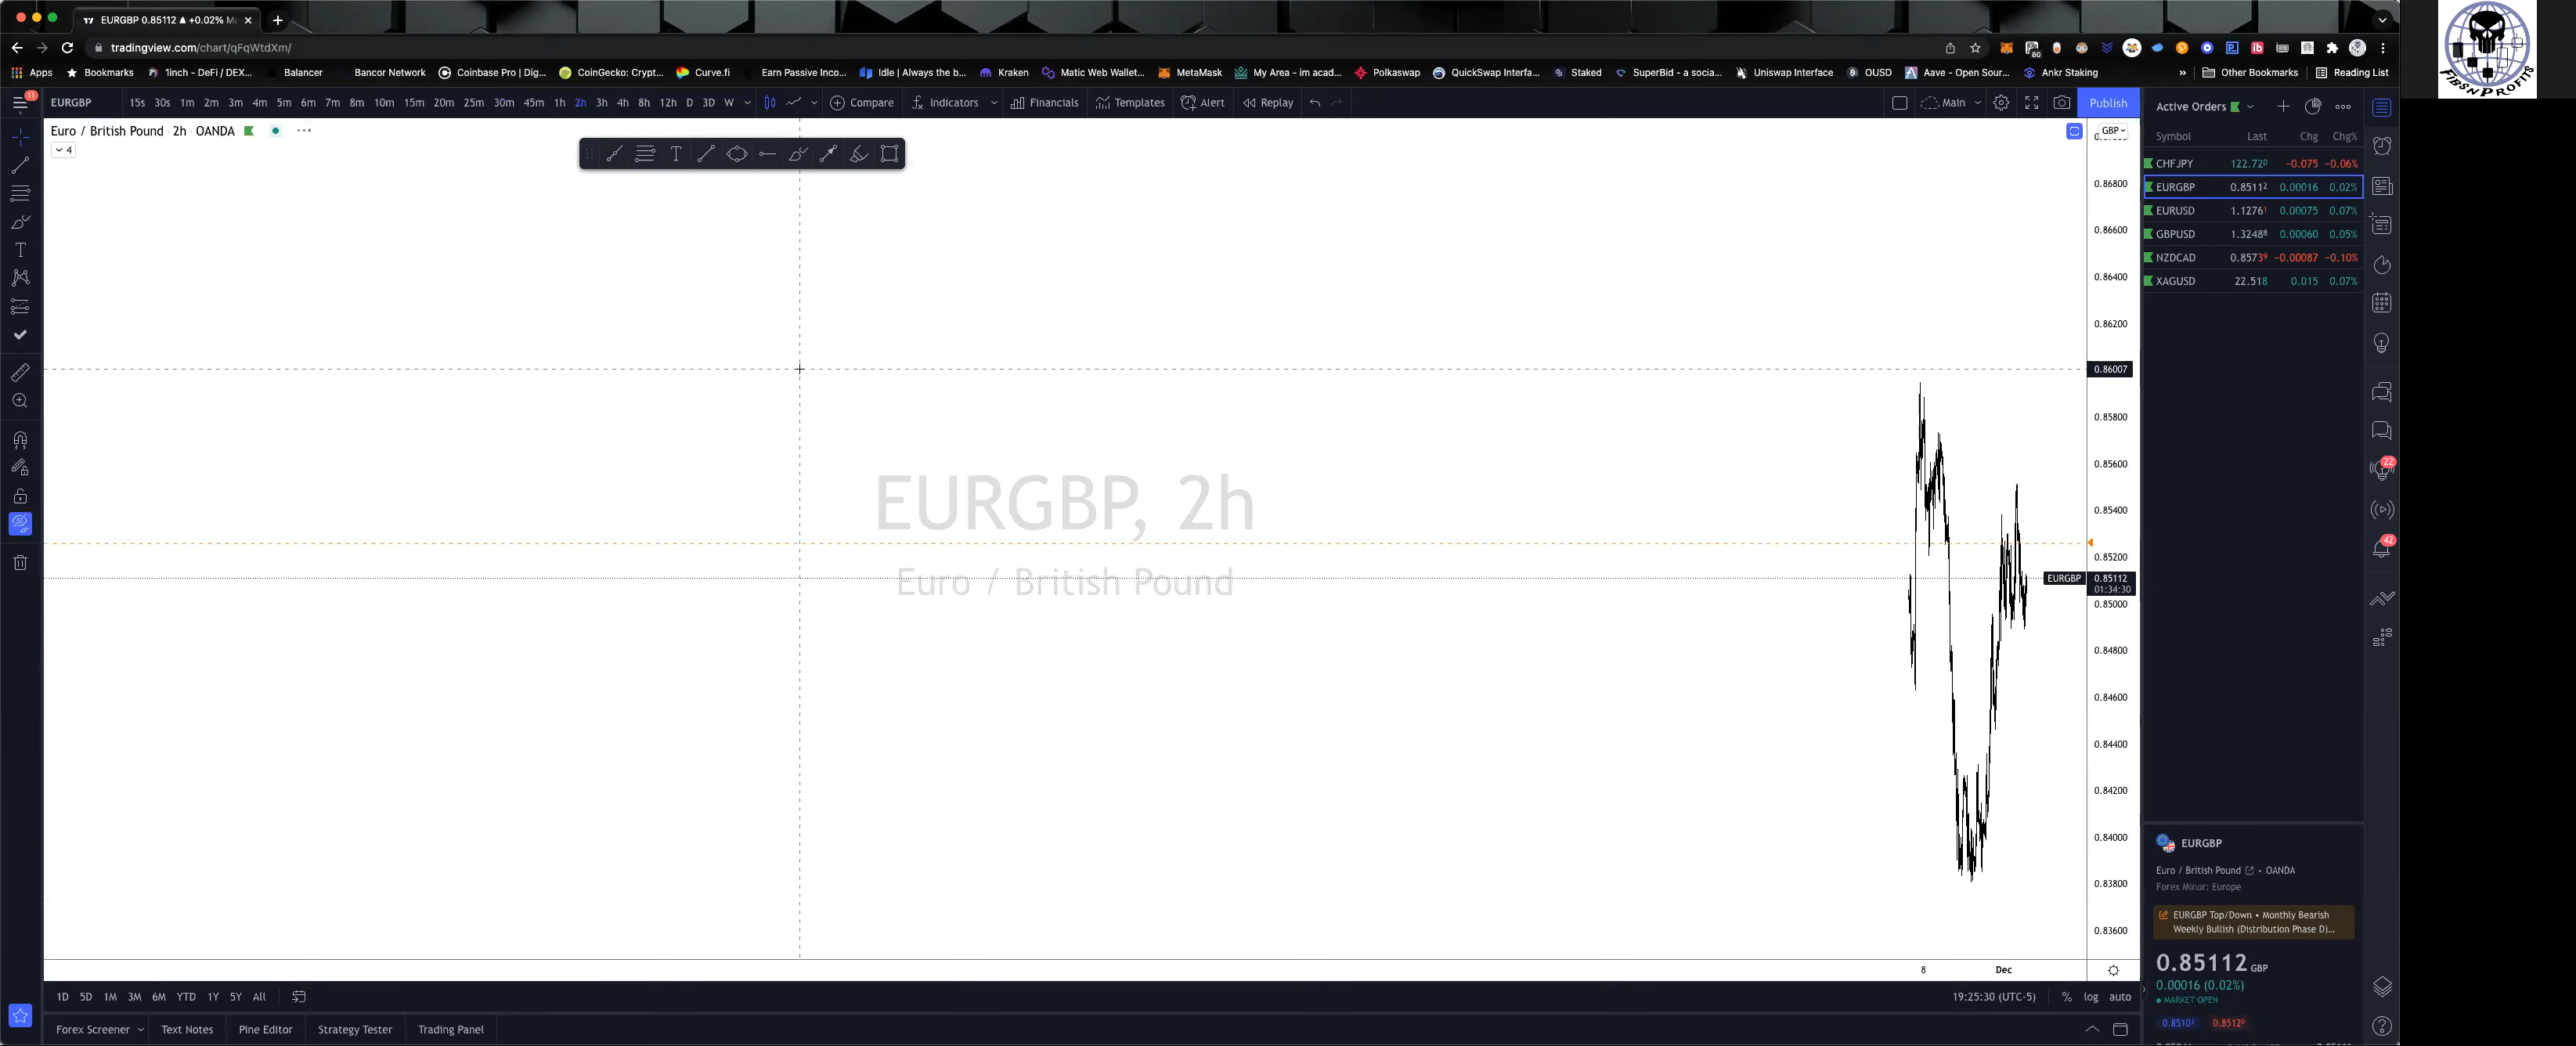 EURGBP 0.85112 ▲ +0.02% M
tradingview.com/chart/qFqWtdXm/
80
Apps Bookmarks 1inch - DeFi / DEX... Balancer Bancor Network Coinbase Pro | Dig... CoinGecko: Crypt... Curve.fi Earn Passive Inco... Idle | Always the b... Kraken Matic Web Wallet... MetaMask My Area - im acad... Polkaswap QuickSwap Interfa... Staked SuperBid - a socia... Uniswap Interface OUSD Aave - Open Sour... Ankr Staking » Other Bookmarks Reading List
FIBSNPROFITS
11 EURGBP 15s 30s 1m 2m 3m 4m 5m 6m 7m 8m 10m 15m 20m 25m 30m 45m 1h 2h 3h 4h 8h 12h D 3D W Compare Indicators Financials Templates Alert Replay Main Publish
Euro / British Pound · 2h · OANDA
4
GBP
0.86800
0.86600
0.86400
0.86200
0.86007
0.85800
0.85600
0.85400
0.85200
EURGBP 0.85112
01:34:30
0.85000
0.84800
0.84600
0.84400
0.84200
0.84000
0.83800
0.83600
EURGBP, 2h
Euro / British Pound
8 Dec
1D 5D 1M 3M 6M YTD 1Y 5Y All
19:25:30 (UTC-5) % log auto
Forex Screener Text Notes Pine Editor Strategy Tester Trading Panel
Active Orders
Symbol Last Chg Chg%
CHFJPY 122.720 −0.075 −0.06%
EURGBP 0.85112 0.00016 0.02%
EURUSD 1.12761 0.00075 0.07%
GBPUSD 1.32488 0.00060 0.05%
NZDCAD 0.85739 −0.00087 −0.10%
XAGUSD 22.518 0.015 0.07%
22
42
EURGBP
Euro / British Pound • OANDA
Forex Minor: Europe
EURGBP Top/Down • Monthly Bearish
Weekly Bullish (Distribution Phase D)...
0.85112 GBP
0.00016 (0.02%)
• MARKET OPEN
0.85103 0.85120